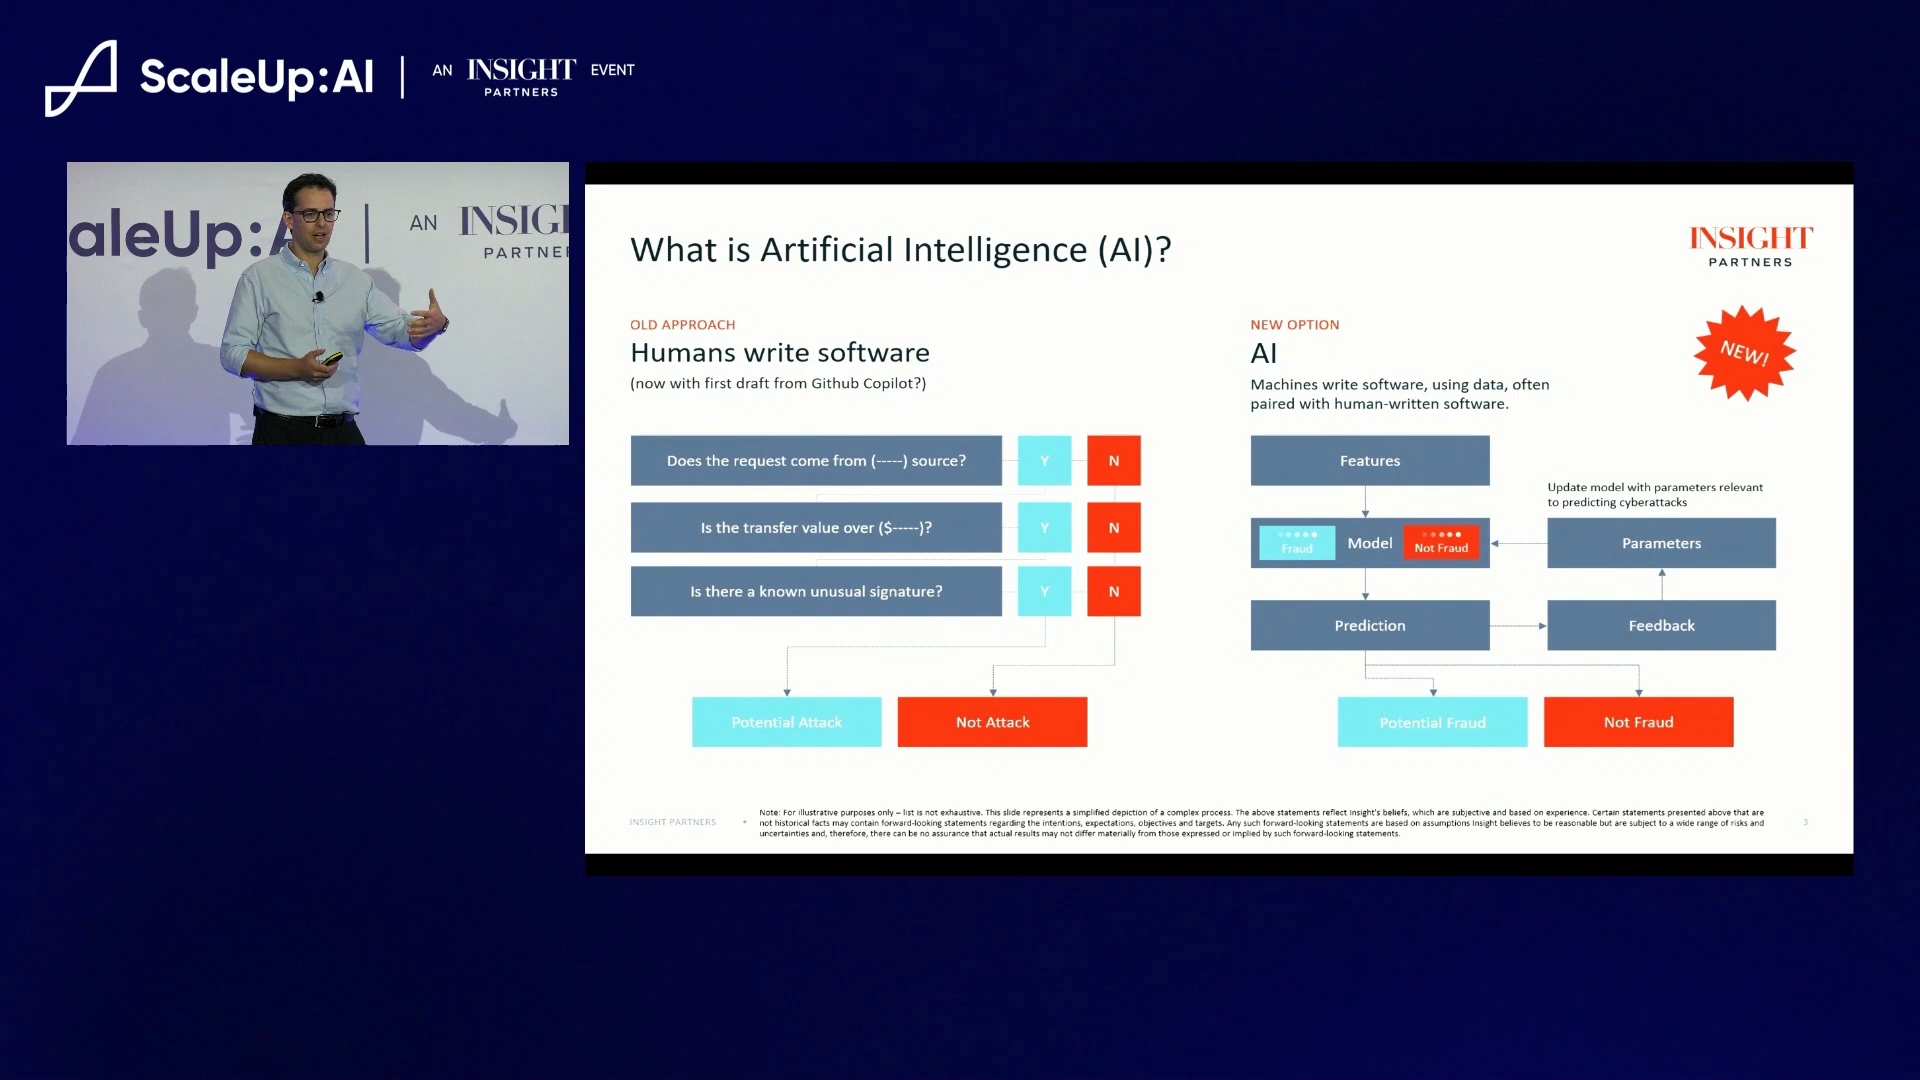 ScaleUp:AI
AN INSIGHT PARTNERS EVENT
aleUp:A
AN
INSIGI
PARTNE
What is Artificial Intelligence (AI)?
INSIGHT
PARTNERS
OLD APPROACH
Humans write software
(now with first draft from Github Copilot?)
Does the request come from (-----) source?
Y
N
Is the transfer value over ($-----)?
Y
N
Is there a known unusual signature?
Y
N
Potential Attack
Not Attack
NEW OPTION
AI
NEW!
Machines write software, using data, often
paired with human-written software.
Features
Update model with parameters relevant
to predicting cyberattacks
Fraud
Model
Not Fraud
Parameters
Prediction
Feedback
Potential Fraud
Not Fraud
INSIGHT PARTNERS
•
Note: For illustrative purposes only – list is not exhaustive. This slide represents a simplified depiction of a complex process. The above statements reflect Insight's beliefs, which are subjective and based on experience. Certain statements presented above that are
not historical facts may contain forward-looking statements regarding the intentions, expectations, objectives and targets. Any such forward-looking statements are based on assumptions Insight believes to be reasonable but are subject to a wide range of risks and
uncertainties and, therefore, there can be no assurance that actual results may not differ materially from those expressed or implied by such forward-looking statements.
3